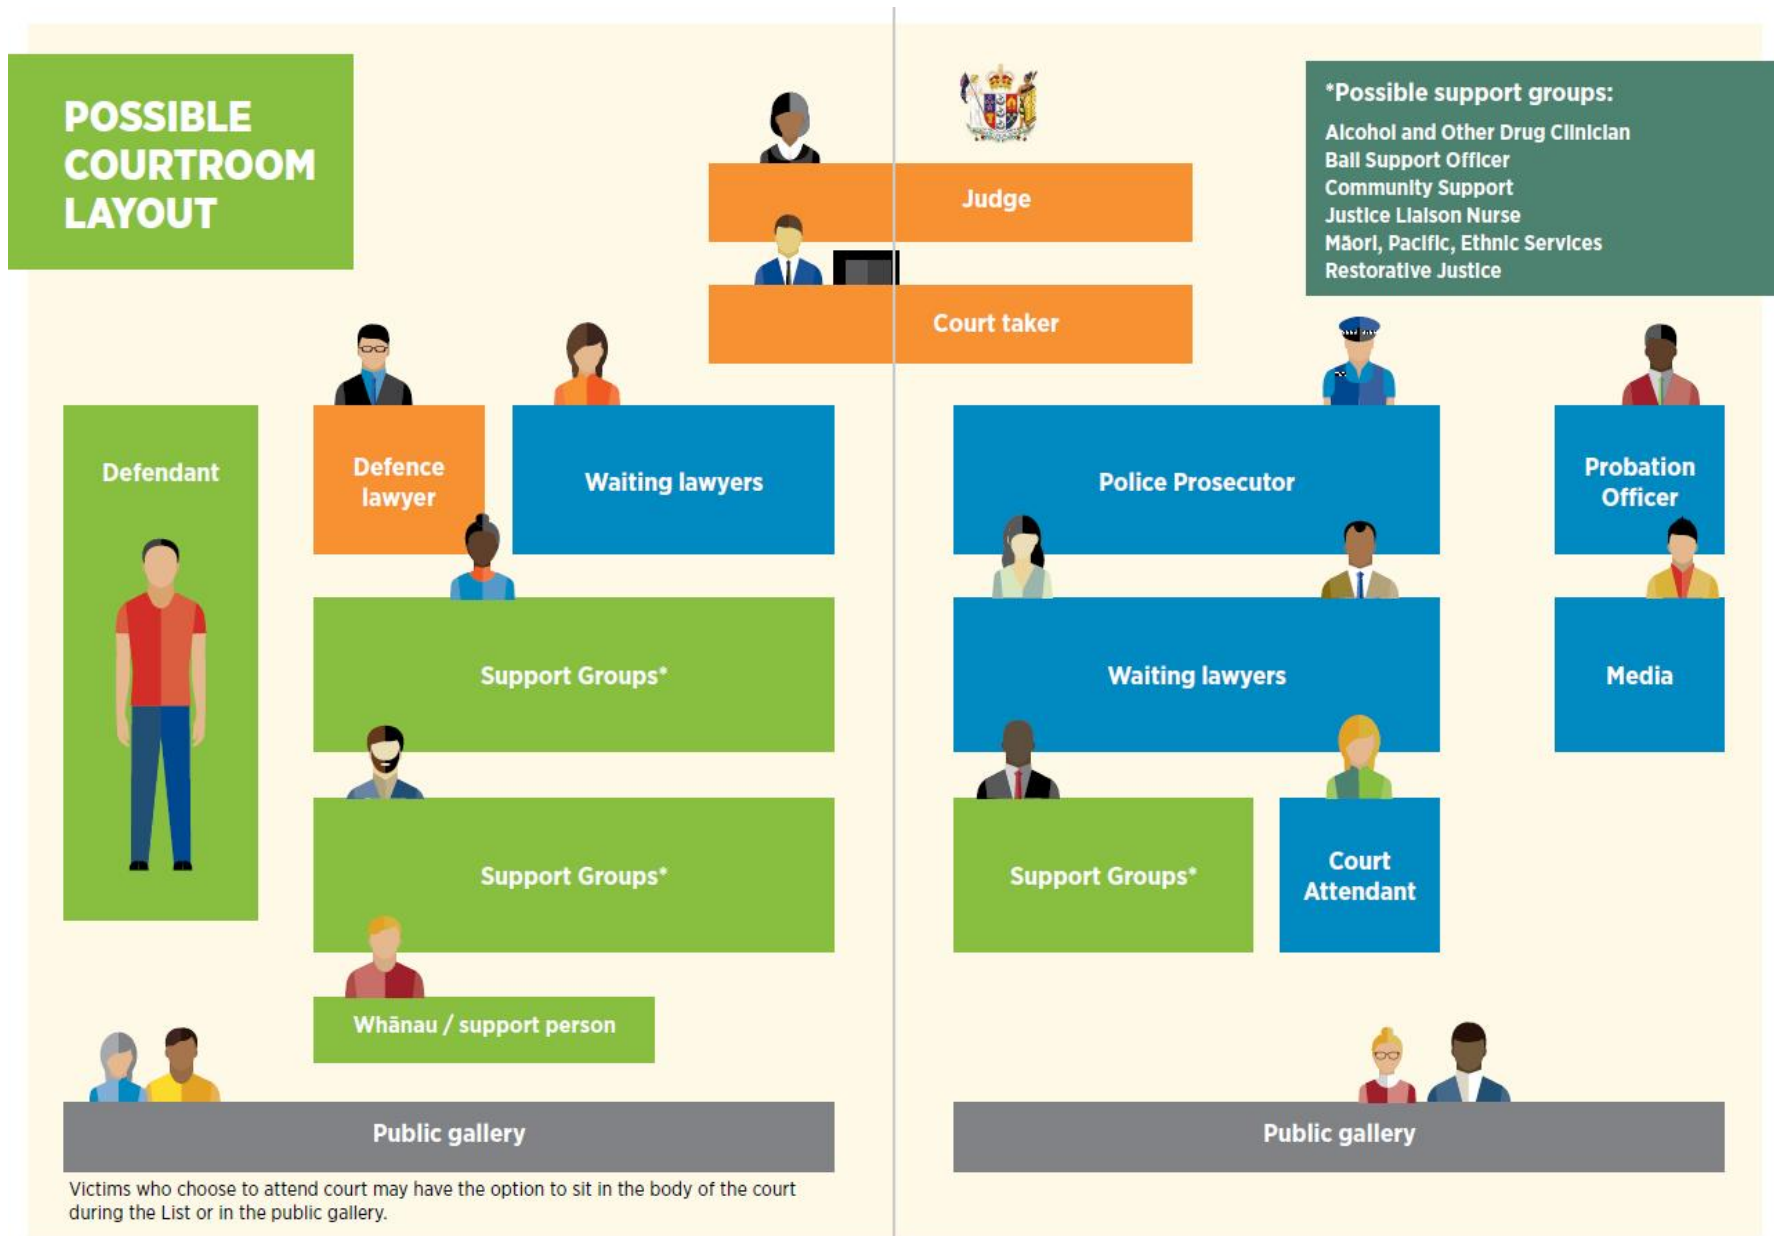 POSSIBLE
COURTROOM
LAYOUT
*Possible support groups:
Alcohol and Other Drug Clinician
Bail Support Officer
Community Support
Justice Liaison Nurse
Māori, Pacific, Ethnic Services
Restorative Justice
Judge
Court taker
Defendant
Defence
lawyer
Waiting lawyers
Police Prosecutor
Probation
Officer
Support Groups*
Waiting lawyers
Media
Support Groups*
Support Groups*
Court
Attendant
Whānau / support person
Public gallery
Public gallery
Victims who choose to attend court may have the option to sit in the body of the court
during the List or in the public gallery.